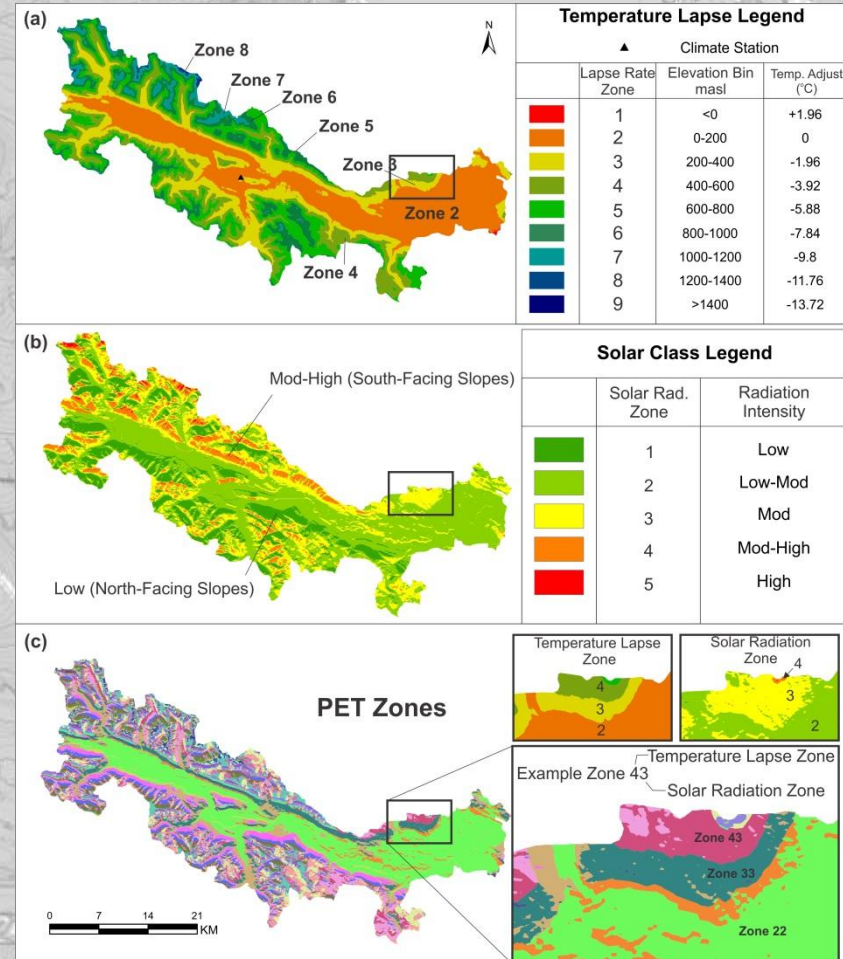 (a)
N
Zone 8
Zone 7
Zone 6
Zone 5
Zone 3
Zone 2
Zone 4
Temperature Lapse Legend
Climate Station
Lapse Rate Zone Elevation Bin masl Temp. Adjust (°C)
1 <0 +1.96
2 0-200 0
3 200-400 -1.96
4 400-600 -3.92
5 600-800 -5.88
6 800-1000 -7.84
7 1000-1200 -9.8
8 1200-1400 -11.76
9 >1400 -13.72
(b)
Mod-High (South-Facing Slopes)
Low (North-Facing Slopes)
Solar Class Legend
Solar Rad. Zone Radiation Intensity
1 Low
2 Low-Mod
3 Mod
4 Mod-High
5 High
(c)
PET Zones
0 7 14 21
KM
Temperature Lapse
Zone
4
3
2
Solar Radiation
Zone
4
3
2
Temperature Lapse Zone
Example Zone 43
Solar Radiation Zone
Zone 43
Zone 33
Zone 22